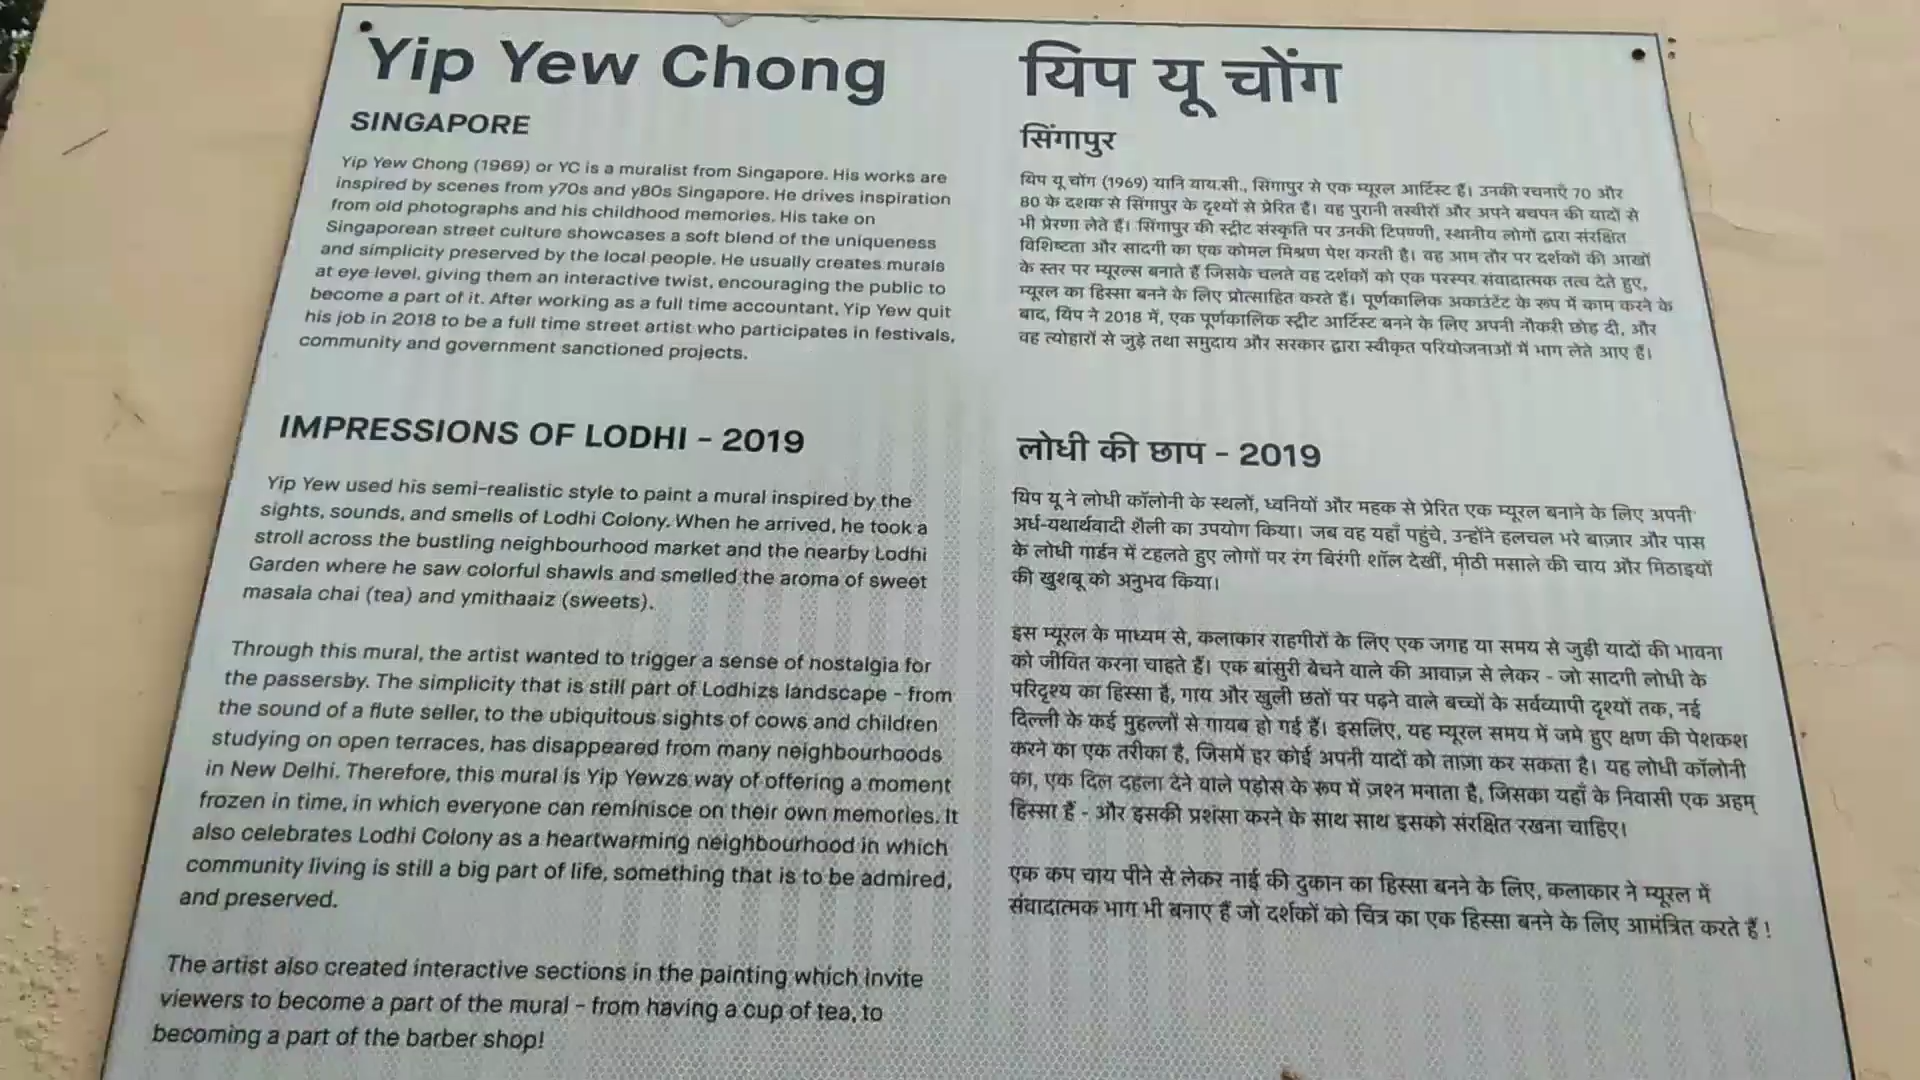 Yip Yew Chong
SINGAPORE
Yip Yew Chong (1969) or YC is a muralist from Singapore. His works are
inspired by scenes from y70s and y80s Singapore. He drives inspiration
from old photographs and his childhood memories. His take on
Singaporean street culture showcases a soft blend of the uniqueness
and simplicity preserved by the local people. He usually creates murals
at eye level, giving them an interactive twist, encouraging the public to
become a part of it. After working as a full time accountant, Yip Yew quit
his job in 2018 to be a full time street artist who participates in festivals,
community and government sanctioned projects.
IMPRESSIONS OF LODHI - 2019
Yip Yew used his semi-realistic style to paint a mural inspired by the
sights, sounds, and smells of Lodhi Colony. When he arrived, he took a
stroll across the bustling neighbourhood market and the nearby Lodhi
Garden where he saw colorful shawls and smelled the aroma of sweet
masala chai (tea) and ymithaaiz (sweets).
Through this mural, the artist wanted to trigger a sense of nostalgia for
the passersby. The simplicity that is still part of Lodhizs landscape - from
the sound of a flute seller, to the ubiquitous sights of cows and children
studying on open terraces, has disappeared from many neighbourhoods
in New Delhi. Therefore, this mural is Yip Yewzs way of offering a moment
frozen in time, in which everyone can reminisce on their own memories. It
also celebrates Lodhi Colony as a heartwarming neighbourhood in which
community living is still a big part of life, something that is to be admired,
and preserved.
The artist also created interactive sections in the painting which invite
viewers to become a part of the mural - from having a cup of tea, to
becoming a part of the barber shop!
यिप यू चोंग
सिंगापुर
यिप यू चोंग (1969) यानि वाय.सी., सिंगापुर से एक म्यूरल आर्टिस्ट हैं। उनकी रचनाएँ 70 और
80 के दशक से सिंगापुर के दृश्यों से प्रेरित हैं। वह पुरानी तस्वीरों और अपने बचपन की यादों से
भी प्रेरणा लेते हैं। सिंगापुर की स्ट्रीट संस्कृति पर उनकी टिपण्णी, स्थानीय लोगों द्वारा संरक्षित
विशिष्टता और सादगी का एक कोमल मिश्रण पेश करती है। वह आम तौर पर दर्शकों की आखों
के स्तर पर म्यूरल्स बनाते हैं जिसके चलते वह दर्शकों को एक परस्पर संवादात्मक तत्व देते हुए,
म्यूरल का हिस्सा बनने के लिए प्रोत्साहित करते हैं। पूर्णकालिक अकाउंटेंट के रूप में काम करने के
बाद, यिप ने 2018 में, एक पूर्णकालिक स्ट्रीट आर्टिस्ट बनने के लिए अपनी नौकरी छोड़ दी, और
वह त्योहारों से जुड़े तथा समुदाय और सरकार द्वारा स्वीकृत परियोजनाओं में भाग लेते आए हैं।
लोधी की छाप - 2019
यिप यू ने लोधी कॉलोनी के स्थलों, ध्वनियों और महक से प्रेरित एक म्यूरल बनाने के लिए अपनी
अर्ध-यथार्थवादी शैली का उपयोग किया। जब वह यहाँ पहुंचे, उन्होंने हलचल भरे बाज़ार और पास
के लोधी गार्डन में टहलते हुए लोगों पर रंग बिरंगी शॉल देखीं, मीठी मसाले की चाय और मिठाइयों
की खुशबू को अनुभव किया।
इस म्यूरल के माध्यम से, कलाकार राहगीरों के लिए एक जगह या समय से जुड़ी यादों की भावना
को जीवित करना चाहते हैं। एक बांसुरी बेचने वाले की आवाज़ से लेकर - जो सादगी लोधी के
परिदृश्य का हिस्सा है, गाय और खुली छतों पर पढ़ने वाले बच्चों के सर्वव्यापी दृश्यों तक, नई
दिल्ली के कई मुहल्लों से गायब हो गई हैं। इसलिए, यह म्यूरल समय में जमे हुए क्षण की पेशकश
करने का एक तरीका है, जिसमें हर कोई अपनी यादों को ताज़ा कर सकता है। यह लोधी कॉलोनी
का, एक दिल दहला देने वाले पड़ोस के रूप में ज़श्न मनाता है, जिसका यहाँ के निवासी एक अहम्
हिस्सा हैं - और इसकी प्रशंसा करने के साथ साथ इसको संरक्षित रखना चाहिए।
एक कप चाय पीने से लेकर नाई की दुकान का हिस्सा बनने के लिए, कलाकार ने म्यूरल में
संवादात्मक भाग भी बनाए हैं जो दर्शकों को चित्र का एक हिस्सा बनने के लिए आमंत्रित करते हैं !